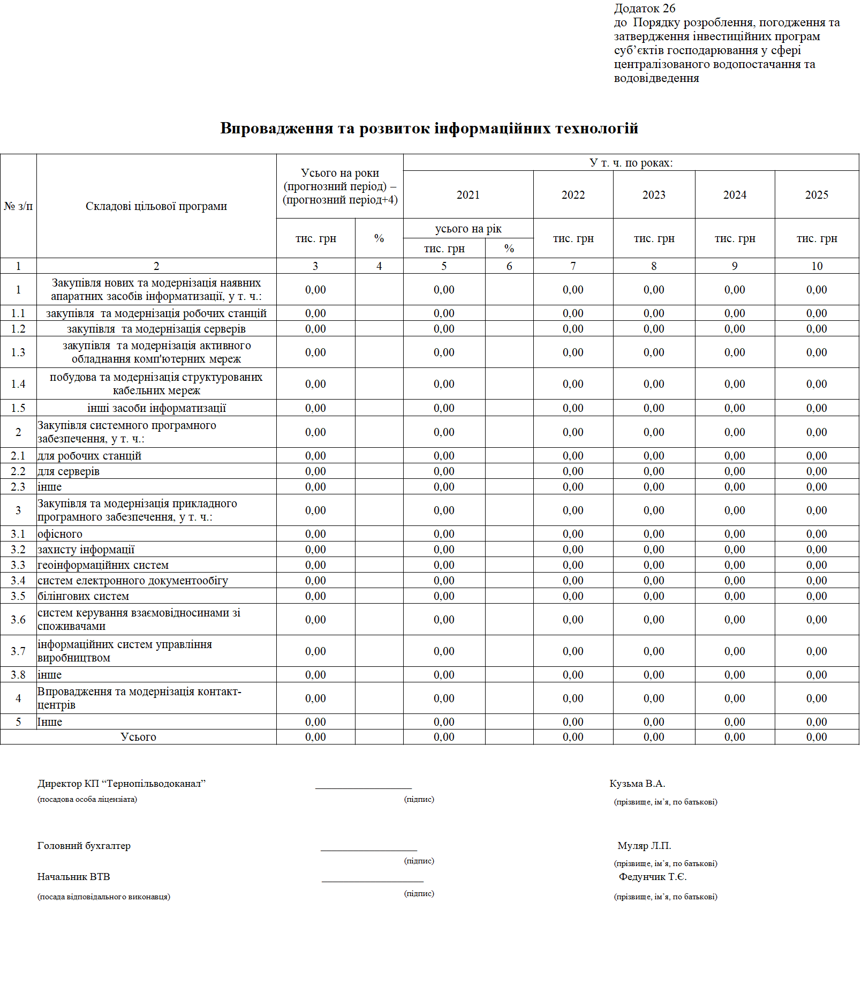 Додаток 26
до  Порядку розроблення, погодження та
затвердження інвестиційних програм
суб’єктів господарювання у сфері
централізованого водопостачання та
водовідведення
Впровадження та розвиток інформаційних технологій
№ з/п
Складові цільової програми
Усього на роки
(прогнозний період) –
(прогнозний період+4)
У т. ч. по роках:
2021 2022 2023 2024 2025
тис. грн % усього на рік тис. грн тис. грн тис. грн тис. грн
тис. грн %
1 2 3 4 5 6 7 8 9 10
1 Закупівля нових та модернізація наявних
апаратних засобів інформатизації, у т. ч.: 0,00 0,00 0,00 0,00 0,00 0,00
1.1 закупівля  та модернізація робочих станцій 0,00 0,00 0,00 0,00 0,00 0,00
1.2 закупівля  та модернізація серверів 0,00 0,00 0,00 0,00 0,00 0,00
1.3 закупівля  та модернізація активного
обладнання комп'ютерних мереж 0,00 0,00 0,00 0,00 0,00 0,00
1.4 побудова та модернізація структурованих
кабельних мереж 0,00 0,00 0,00 0,00 0,00 0,00
1.5 інші засоби інформатизації 0,00 0,00 0,00 0,00 0,00 0,00
2 Закупівля системного програмного
забезпечення, у т. ч.: 0,00 0,00 0,00 0,00 0,00 0,00
2.1 для робочих станцій 0,00 0,00 0,00 0,00 0,00 0,00
2.2 для серверів 0,00 0,00 0,00 0,00 0,00 0,00
2.3 інше 0,00 0,00 0,00 0,00 0,00 0,00
3 Закупівля та модернізація прикладного
програмного забезпечення, у т. ч.: 0,00 0,00 0,00 0,00 0,00 0,00
3.1 офісного 0,00 0,00 0,00 0,00 0,00 0,00
3.2 захисту інформації 0,00 0,00 0,00 0,00 0,00 0,00
3.3 геоінформаційних систем 0,00 0,00 0,00 0,00 0,00 0,00
3.4 систем електронного документообігу 0,00 0,00 0,00 0,00 0,00 0,00
3.5 білінгових систем 0,00 0,00 0,00 0,00 0,00 0,00
3.6 систем керування взаємовідносинами зі
споживачами 0,00 0,00 0,00 0,00 0,00 0,00
3.7 інформаційних систем управління
виробництвом 0,00 0,00 0,00 0,00 0,00 0,00
3.8 інше 0,00 0,00 0,00 0,00 0,00 0,00
4 Впровадження та модернізація контакт-
центрів 0,00 0,00 0,00 0,00 0,00 0,00
5 Інше 0,00 0,00 0,00 0,00 0,00 0,00
Усього 0,00 0,00 0,00 0,00 0,00 0,00
Директор КП “Тернопільводоканал” __________________ Кузьма В.А.
(посадова особа ліцензіата) (підпис) (прізвище, ім’я, по батькові)
Головний бухгалтер __________________ Муляр Л.П.
(підпис) (прізвище, ім’я, по батькові)
Начальник ВТВ ___________________ Федунчик Т.Є.
(посада відповідального виконавця) (підпис) (прізвище, ім’я, по батькові)